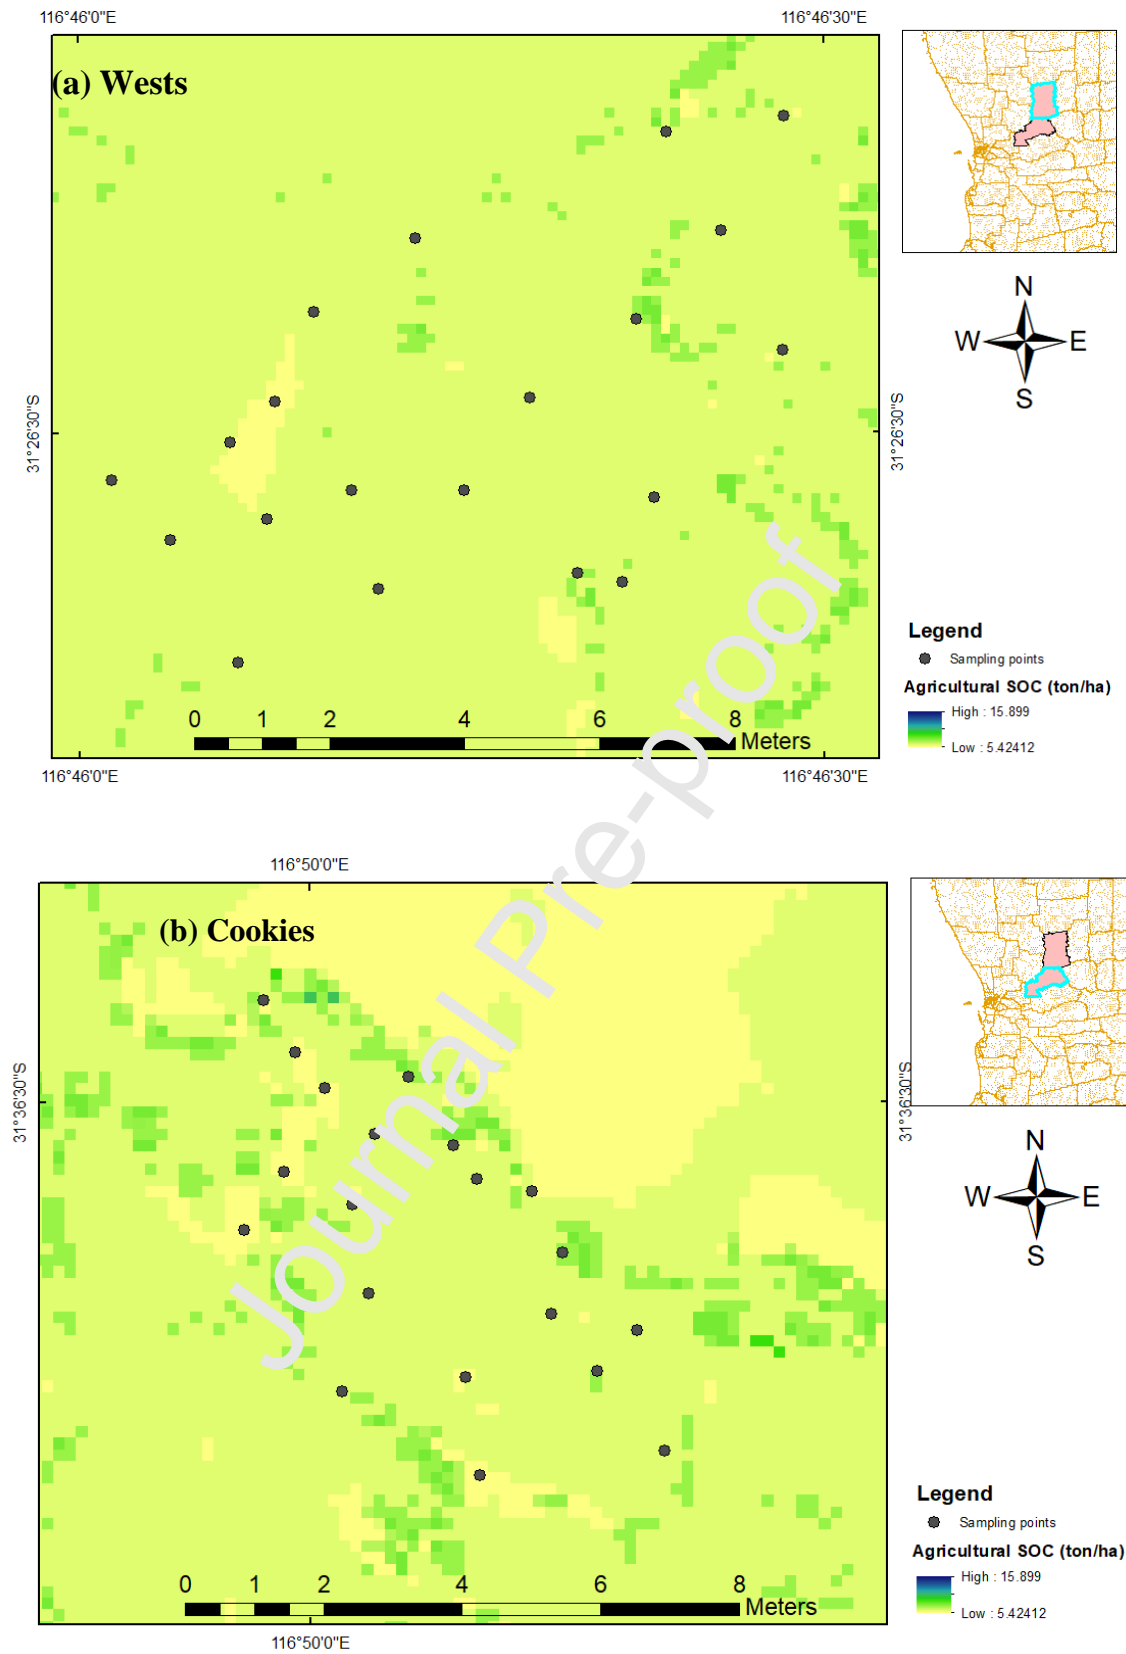 116°46'0"E
116°46'30"E
(a) Wests
31°26'30"S
31°26'30"S
N
W
E
S
Legend
Sampling points
Agricultural SOC (ton/ha)
High : 15.899
Low : 5.42412
0 1 2 4 6 8
Meters
116°46'0"E
116°46'30"E
Journal Pre-proof
116°50'0"E
(b) Cookies
31°36'30"S
31°36'30"S
N
W
E
S
Legend
Sampling points
Agricultural SOC (ton/ha)
High : 15.899
Low : 5.42412
0 1 2 4 6 8
Meters
116°50'0"E